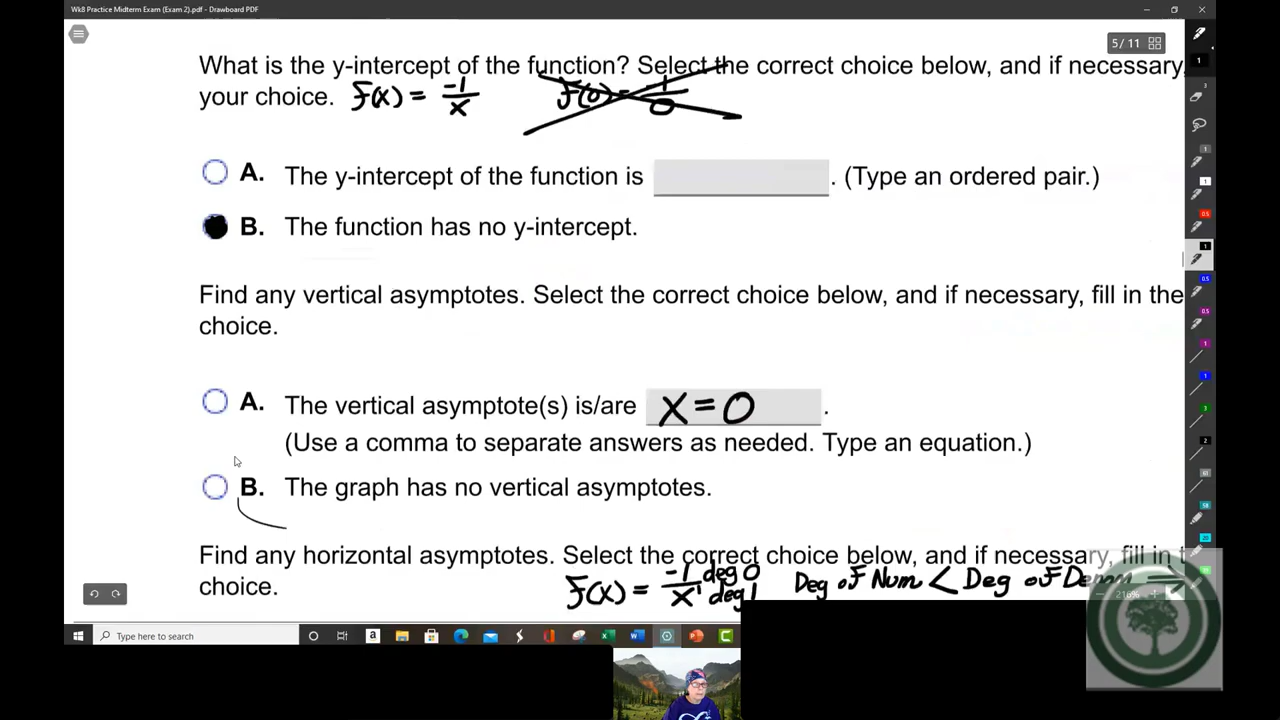 Wk8 Practice Midterm Exam (Exam 2).pdf - Drawboard PDF
5 / 11
What is the y-intercept of the function? Select the correct choice below, and if necessary,
your choice. F(x) = -1/x F(0) = -1/0
A. The y-intercept of the function is . (Type an ordered pair.)
B. The function has no y-intercept.
Find any vertical asymptotes. Select the correct choice below, and if necessary, fill in the
choice.
A. The vertical asymptote(s) is/are x = 0 .
(Use a comma to separate answers as needed. Type an equation.)
B. The graph has no vertical asymptotes.
Find any horizontal asymptotes. Select the correct choice below, and if necessary, fill in t
choice. F(x) = -1/x¹ deg 0 deg 1 Deg of Num < Deg of Denom
216%
Type here to search